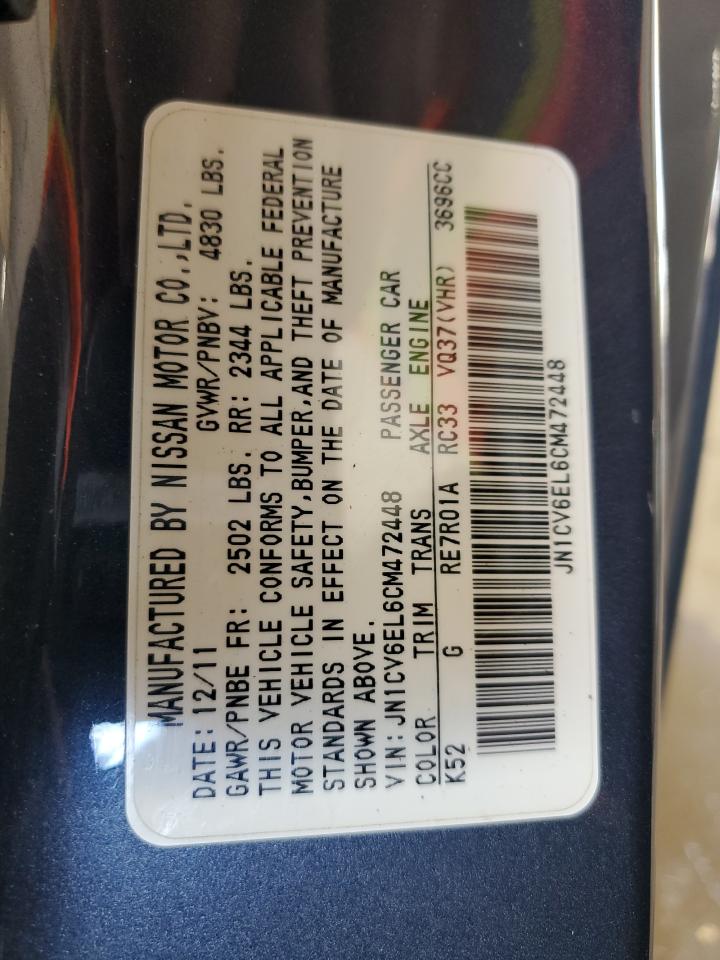 MANUFACTURED BY NISSAN MOTOR CO.,LTD.
DATE: 12/11 GVWR/PNBV: 4830 LBS.
GAWR/PNBE FR: 2502 LBS. RR: 2344 LBS.
THIS VEHICLE CONFORMS TO ALL APPLICABLE FEDERAL
MOTOR VEHICLE SAFETY,BUMPER,AND THEFT PREVENTION
STANDARDS IN EFFECT ON THE DATE OF MANUFACTURE
SHOWN ABOVE.
VIN: JN1CV6EL6CM472448 PASSENGER CAR
COLOR TRIM TRANS AXLE ENGINE
K52 G RE7R01A RC33 VQ37(VHR) 3696CC
JN1CV6EL6CM472448